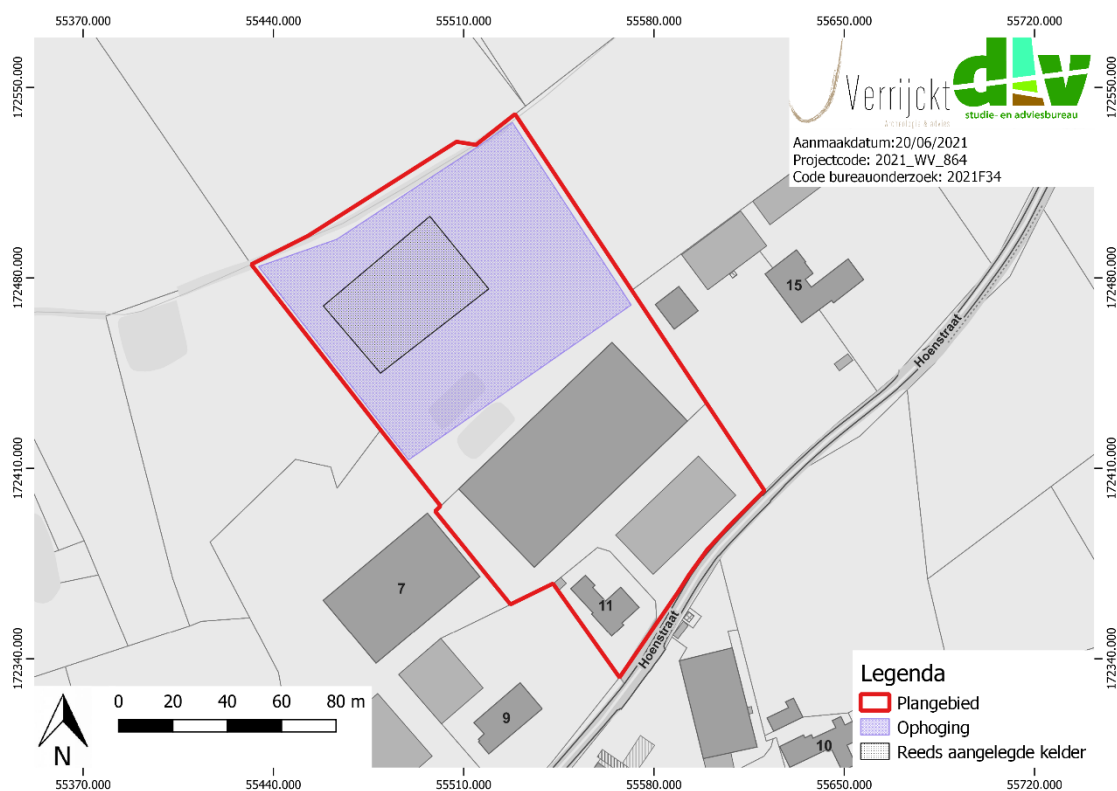 55370.000 55440.000 55510.000 55580.000 55650.000 55720.000
172550.000 172550.000
Verrijckt
Archeologie & advies
dlv
studie- en adviesbureau
Aanmaakdatum:20/06/2021
Projectcode: 2021_WV_864
Code bureauonderzoek: 2021F34
172480.000 172480.000
15
Hoenstraat
172410.000 172410.000
7
11
Hoenstraat
172340.000 172340.000
9
10
0 20 40 60 80 m
N
Legenda
Plangebied
Ophoging
Reeds aangelegde kelder
55370.000 55440.000 55510.000 55580.000 55650.000 55720.000